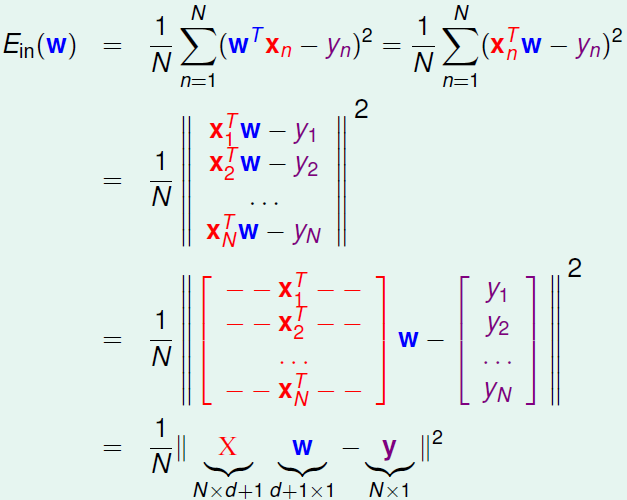 E_in(w) = 1/N ∑_{n=1}^{N} (w^T x_n − y_n)^2 = 1/N ∑_{n=1}^{N} (x_n^T w − y_n)^2
= 1/N ‖ x_1^T w − y_1
x_2^T w − y_2
...
x_N^T w − y_N ‖^2
= 1/N ‖ [ − − x_1^T − −
− − x_2^T − −
...
− − x_N^T − − ] w − [ y_1
y_2
...
y_N ] ‖^2
= 1/N ‖ X w − y ‖^2
N×d+1 d+1×1 N×1